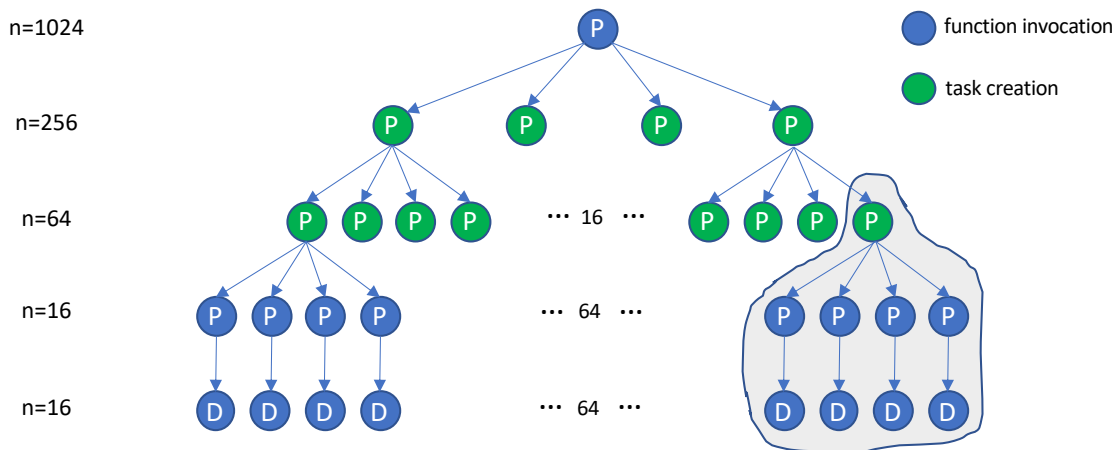 n=1024 P function invocation
task creation
n=256 P P P P
n=64 P P P P ··· 16 ··· P P P P
n=16 P P P P ··· 64 ··· P P P P
n=16 D D D D ··· 64 ··· D D D D